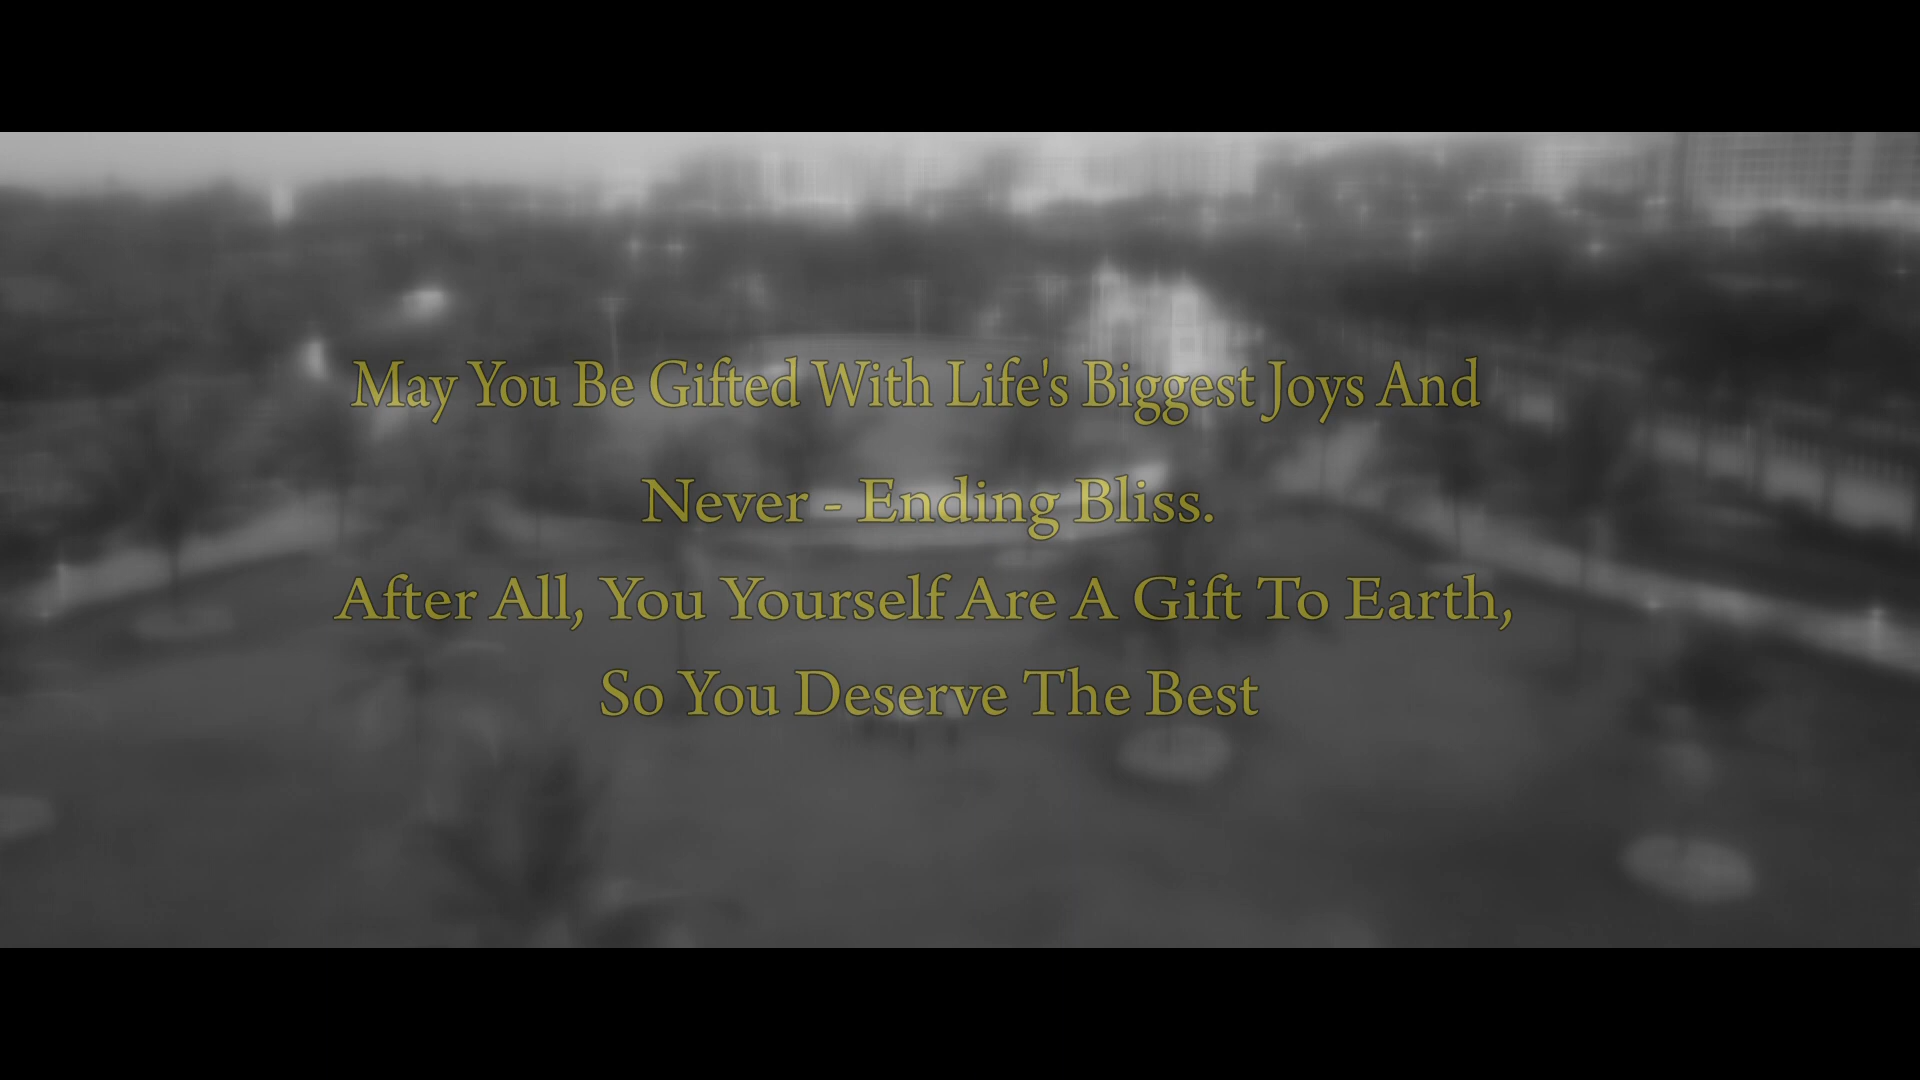 May You Be Gifted With Life's Biggest Joys And
Never - Ending Bliss.
After All, You Yourself Are A Gift To Earth,
So You Deserve The Best